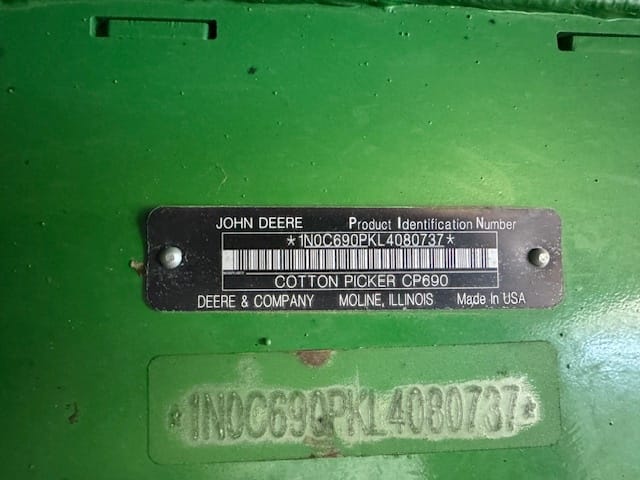 JOHN DEERE Product Identification Number
*1N0C690PKL4080737*
COTTON PICKER CP690
DEERE & COMPANY MOLINE, ILLINOIS Made In USA
*1N0C690PKL4080737*